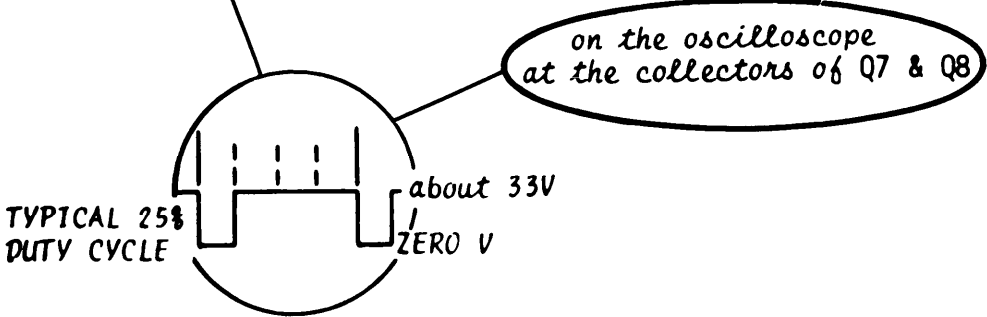 on the oscilloscope
at the collectors of Q7 & Q8
about 33V
TYPICAL 25%
DUTY CYCLE
ZERO V